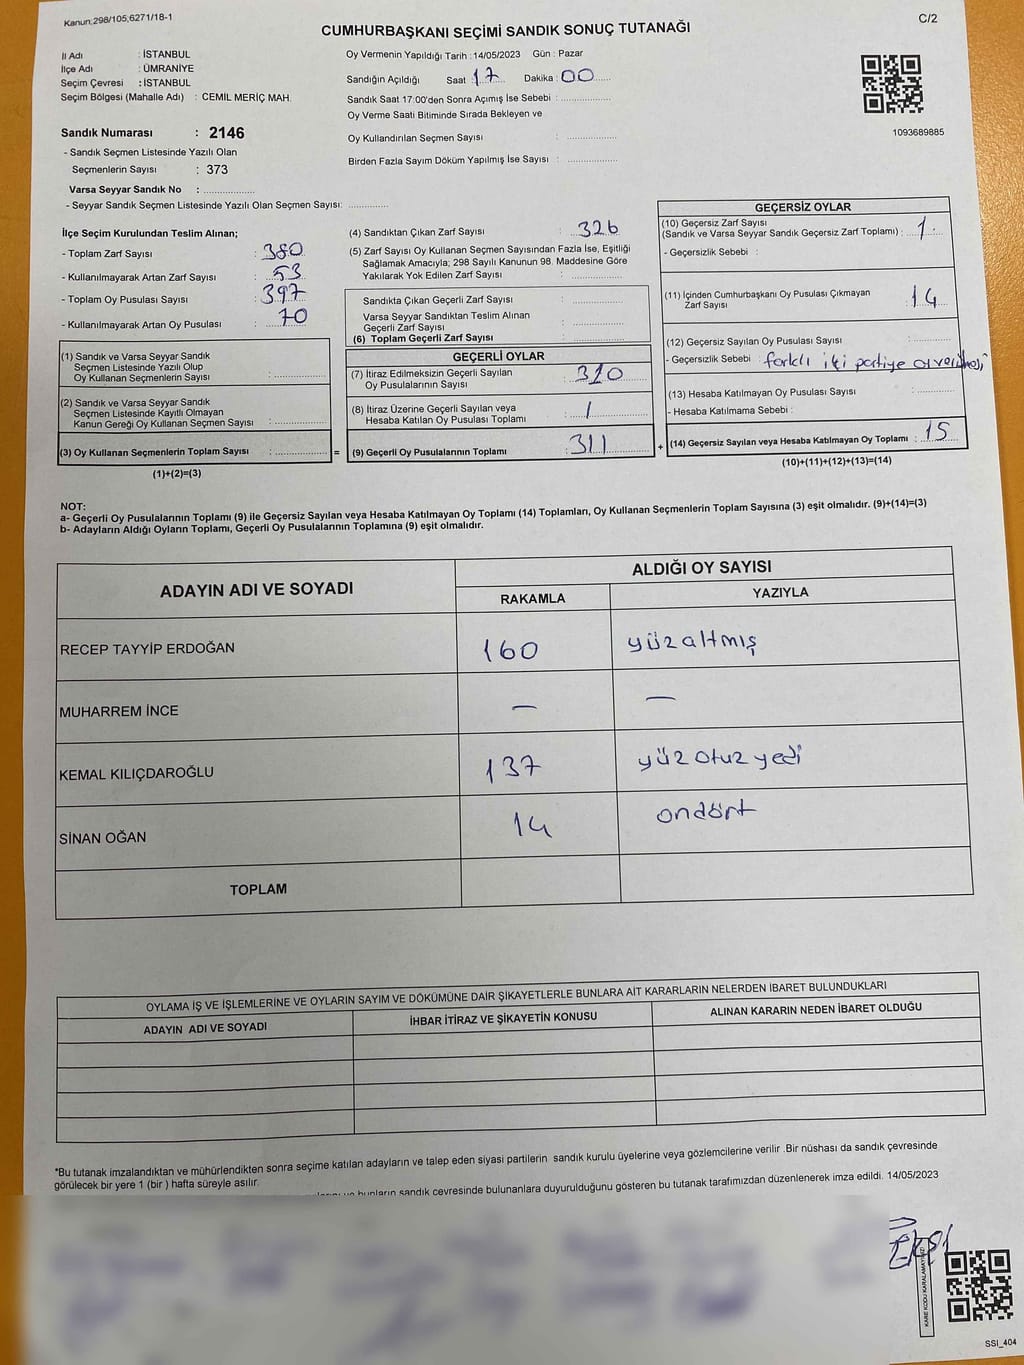 Kanun:298/105,6271/18-1
C/2
CUMHURBAŞKANI SEÇİMİ SANDIK SONUÇ TUTANAĞI
İl Adı : İSTANBUL
İlçe Adı : ÜMRANİYE
Seçim Çevresi : İSTANBUL
Seçim Bölgesi (Mahalle Adı) : CEMİL MERİÇ MAH.
Sandık Numarası : 2146
- Sandık Seçmen Listesinde Yazılı Olan
Seçmenlerin Sayısı : 373
Varsa Seyyar Sandık No : ....................
- Seyyar Sandık Seçmen Listesinde Yazılı Olan Seçmen Sayısı: ...............
Oy Vermenin Yapıldığı Tarih : 14/05/2023 Gün : Pazar
Sandığın Açıldığı Saat : 17 Dakika : 00
Sandık Saat 17:00'den Sonra Açımış İse Sebebi : ....................
Oy Verme Saati Bitiminde Sırada Bekleyen ve
Oy Kullandırılan Seçmen Sayısı : ....................
Birden Fazla Sayım Döküm Yapılmış İse Sayısı : ....................
1093689885
İlçe Seçim Kurulundan Teslim Alınan;
- Toplam Zarf Sayısı : 380
- Kullanılmayarak Artan Zarf Sayısı : 53
- Toplam Oy Pusulası Sayısı : 397
- Kullanılmayarak Artan Oy Pusulası : 70
(4) Sandıktan Çıkan Zarf Sayısı : 326
(5) Zarf Sayısı Oy Kullanan Seçmen Sayısından Fazla İse, Eşitliği
Sağlamak Amacıyla; 298 Sayılı Kanunun 98. Maddesine Göre
Yakılarak Yok Edilen Zarf Sayısı : ....................
Sandıkta Çıkan Geçerli Zarf Sayısı : ....................
Varsa Seyyar Sandıktan Teslim Alınan
Geçerli Zarf Sayısı : ....................
(6) Toplam Geçerli Zarf Sayısı
GEÇERSİZ OYLAR
(10) Geçersiz Zarf Sayısı
(Sandık ve Varsa Seyyar Sandık Geçersiz Zarf Toplamı) : 1
- Geçersizlik Sebebi :
(11) İçinden Cumhurbaşkanı Oy Pusulası Çıkmayan
Zarf Sayısı : 14
(12) Geçersiz Sayılan Oy Pusulası Sayısı : ....................
- Geçersizlik Sebebi : farklı iki partiye oy verilmesi
(13) Hesaba Katılmayan Oy Pusulası Sayısı : ....................
- Hesaba Katılmama Sebebi :
(14) Geçersiz Sayılan veya Hesaba Katılmayan Oy Toplamı : 15
(10)+(11)+(12)+(13)=(14)
(1) Sandık ve Varsa Seyyar Sandık
Seçmen Listesinde Yazılı Olup
Oy Kullanan Seçmenlerin Sayısı : ....................
(2) Sandık ve Varsa Seyyar Sandık
Seçmen Listesinde Kayıtlı Olmayan
Kanun Gereği Oy Kullanan Seçmen Sayısı : ....................
(3) Oy Kullanan Seçmenlerin Toplam Sayısı : .................... =
(1)+(2)=(3)
GEÇERLİ OYLAR
(7) İtiraz Edilmeksizin Geçerli Sayılan
Oy Pusulalarının Sayısı : 310
(8) İtiraz Üzerine Geçerli Sayılan veya
Hesaba Katılan Oy Pusulası Toplamı : 1
(9) Geçerli Oy Pusulalarının Toplamı : 311 +
NOT:
a- Geçerli Oy Pusulalarının Toplamı (9) ile Geçersiz Sayılan veya Hesaba Katılmayan Oy Toplamı (14) Toplamları, Oy Kullanan Seçmenlerin Toplam Sayısına (3) eşit olmalıdır. (9)+(14)=(3)
b- Adayların Aldığı Oyların Toplamı, Geçerli Oy Pusulalarının Toplamına (9) eşit olmalıdır.
ADAYIN ADI VE SOYADI
ALDIĞI OY SAYISI
RAKAMLA YAZIYLA
RECEP TAYYİP ERDOĞAN 160 yüzaltmış
MUHARREM İNCE — —
KEMAL KILIÇDAROĞLU 137 yüz otuz yedi
SİNAN OĞAN 14 ondört
TOPLAM
OYLAMA İŞ VE İŞLEMLERİNE VE OYLARIN SAYIM VE DÖKÜMÜNE DAİR ŞİKAYETLERLE BUNLARA AİT KARARLARIN NELERDEN İBARET BULUNDUKLARI
ADAYIN ADI VE SOYADI İHBAR İTİRAZ VE ŞİKAYETİN KONUSU ALINAN KARARIN NEDEN İBARET OLDUĞU
*Bu tutanak imzalandıktan ve mühürlendikten sonra seçime katılan adayların ve talep eden siyasi partilerin sandık kurulu üyelerine veya gözlemcilerine verilir .Bir nüshası da sandık çevresinde
görülecek bir yere 1 (bir ) hafta süreyle asılır.
bunların sandık çevresinde bulunanlara duyurulduğunu gösteren bu tutanak tarafımızdan düzenlenerek imza edildi. 14/05/2023
KARE KODU KARALAMAYINIZ
SSI_404